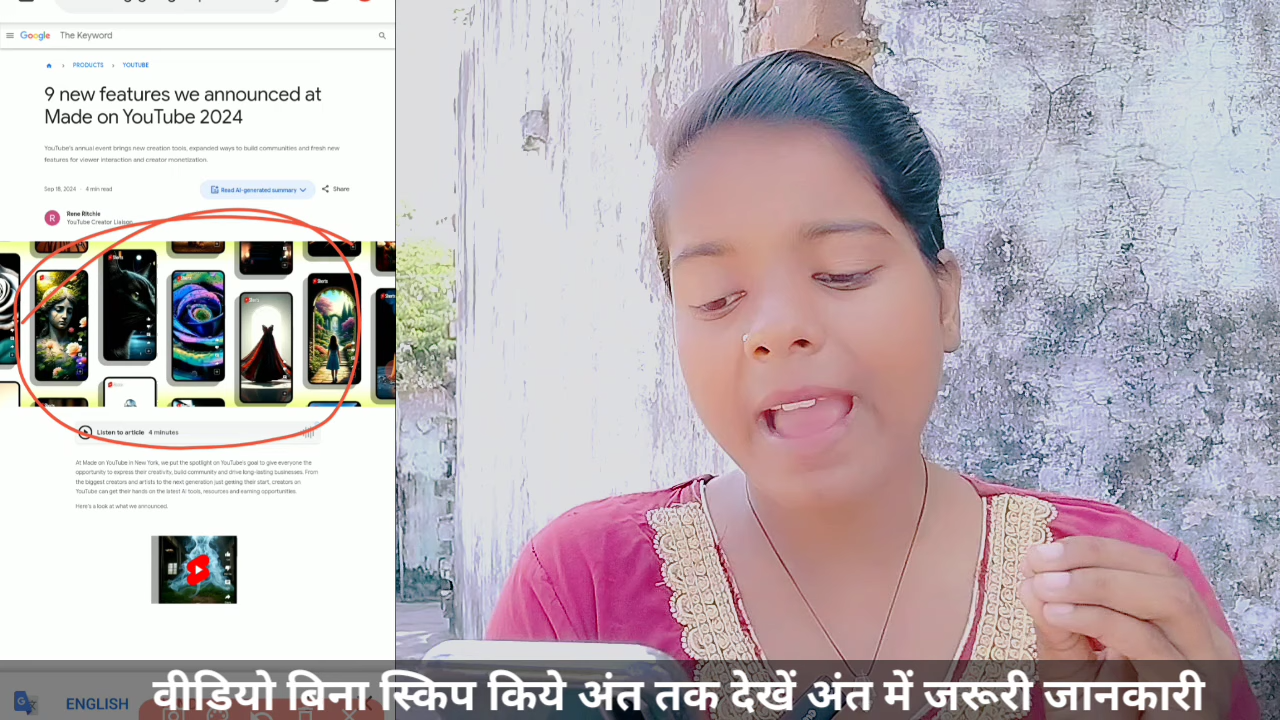 Google The Keyword
PRODUCTS
YOUTUBE
9 new features we announced at
Made on YouTube 2024
YouTube's annual event brings new creation tools, expanded ways to build communities and fresh new
features for viewer interaction and creator monetization.
Sep 18, 2024 · 4 min read
Read AI-generated summary
Share
R
Rene Ritchie
YouTube Creator Liaison
Shorts
Shorts
Shorts
Listen to article 4 minutes
At Made on YouTube in New York, we put the spotlight on YouTube's goal to give everyone the
opportunity to express their creativity, build community and drive long-lasting businesses. From
the biggest creators and artists to the next generation just getting their start, creators on
YouTube can get their hands on the latest AI tools, resources and earning opportunities.
Here's a look at what we announced.
ENGLISH
वीडियो बिना स्किप किये अंत तक देखें अंत में जरूरी जानकारी